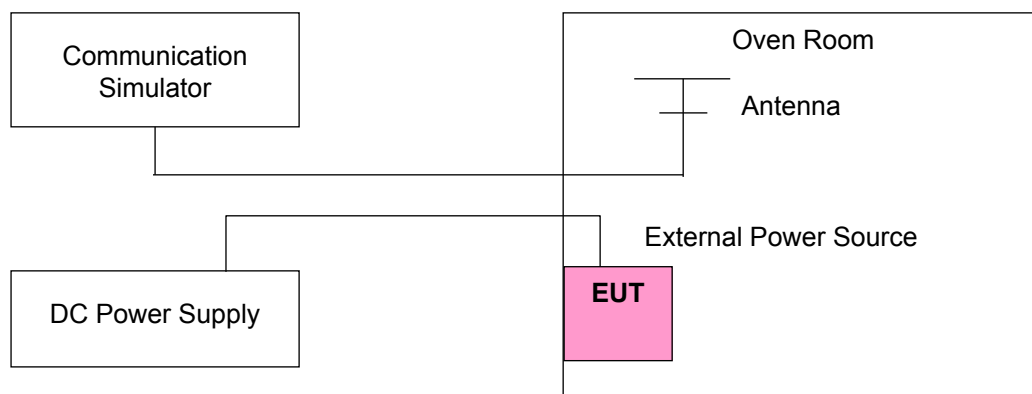 Communication
Simulator
Oven Room
Antenna
External Power Source
EUT
DC Power Supply